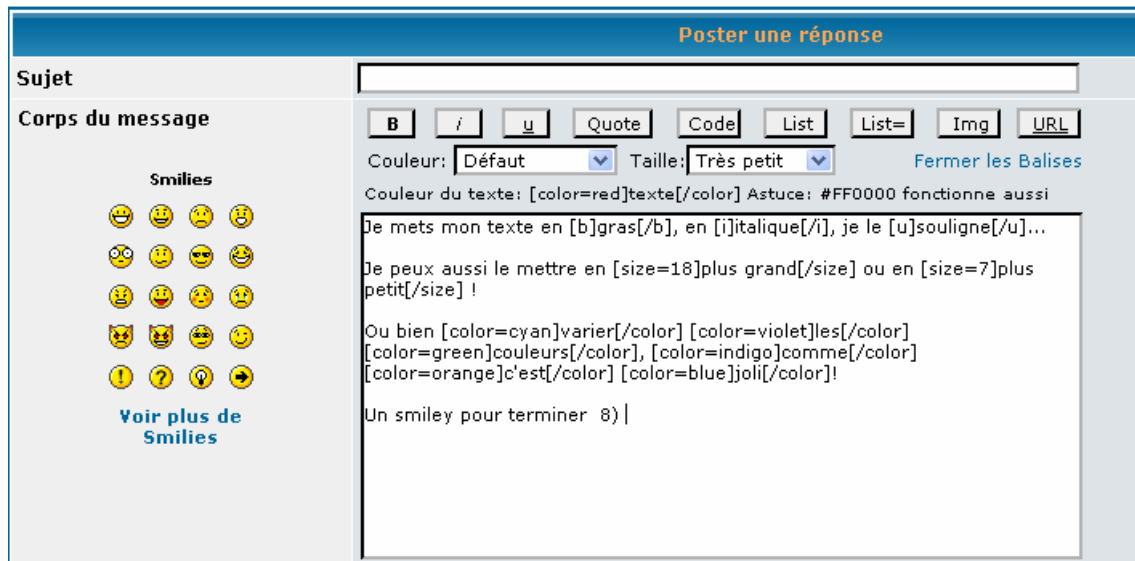 Poster une réponse
Sujet
Corps du message
B i u Quote Code List List= Img URL
Couleur: Défaut Taille: Très petit Fermer les Balises
Smilies
Couleur du texte: [color=red]texte[/color] Astuce: #FF0000 fonctionne aussi
Je mets mon texte en [b]gras[/b], en [i]italique[/i], je le [u]souligne[/u]...
Je peux aussi le mettre en [size=18]plus grand[/size] ou en [size=7]plus
petit[/size] !
Ou bien [color=cyan]varier[/color] [color=violet]les[/color]
[color=green]couleurs[/color], [color=indigo]comme[/color]
[color=orange]c'est[/color] [color=blue]joli[/color]!
Un smiley pour terminer  8)
Voir plus de
Smilies